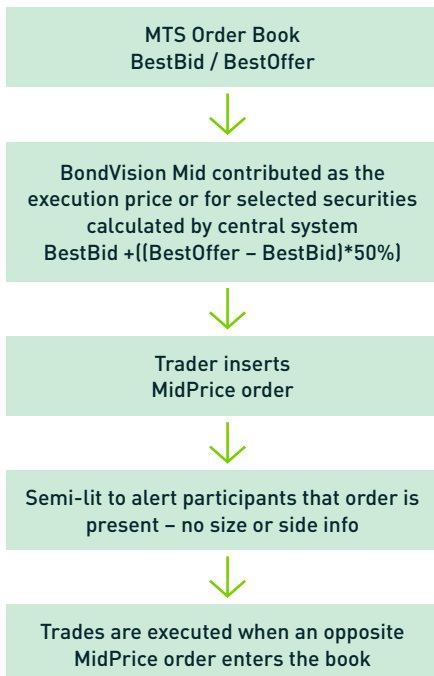 MTS Order Book
BestBid / BestOffer
BondVision Mid contributed as the
execution price or for selected securities
calculated by central system
BestBid +((BestOffer – BestBid)*50%)
Trader inserts
MidPrice order
Semi-lit to alert participants that order is
present – no size or side info
Trades are executed when an opposite
MidPrice order enters the book